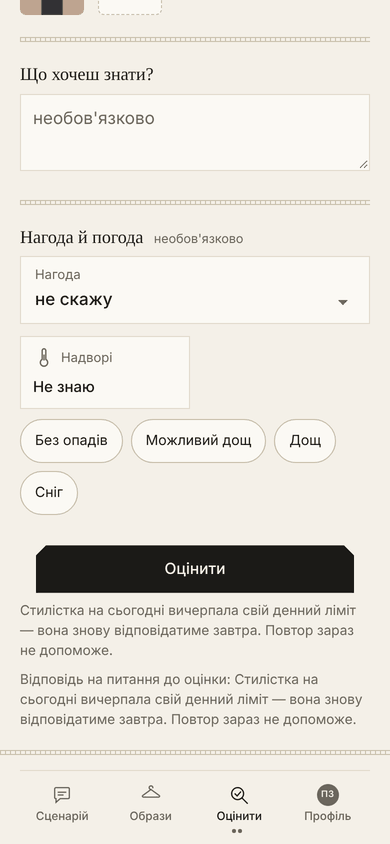 Що хочеш знати?
необов'язково
Нагода й погода необов'язково
Нагода
не скажу
Надворі
Не знаю
Без опадів Можливий дощ Дощ
Сніг
Оцінити
Стилістка на сьогодні вичерпала свій денний ліміт
— вона знову відповідатиме завтра. Повтор зараз
не допоможе.
Відповідь на питання до оцінки: Стилістка на
сьогодні вичерпала свій денний ліміт — вона знову
відповідатиме завтра. Повтор зараз не допоможе.
ПЗ
Сценарій Образи Оцінити Профіль